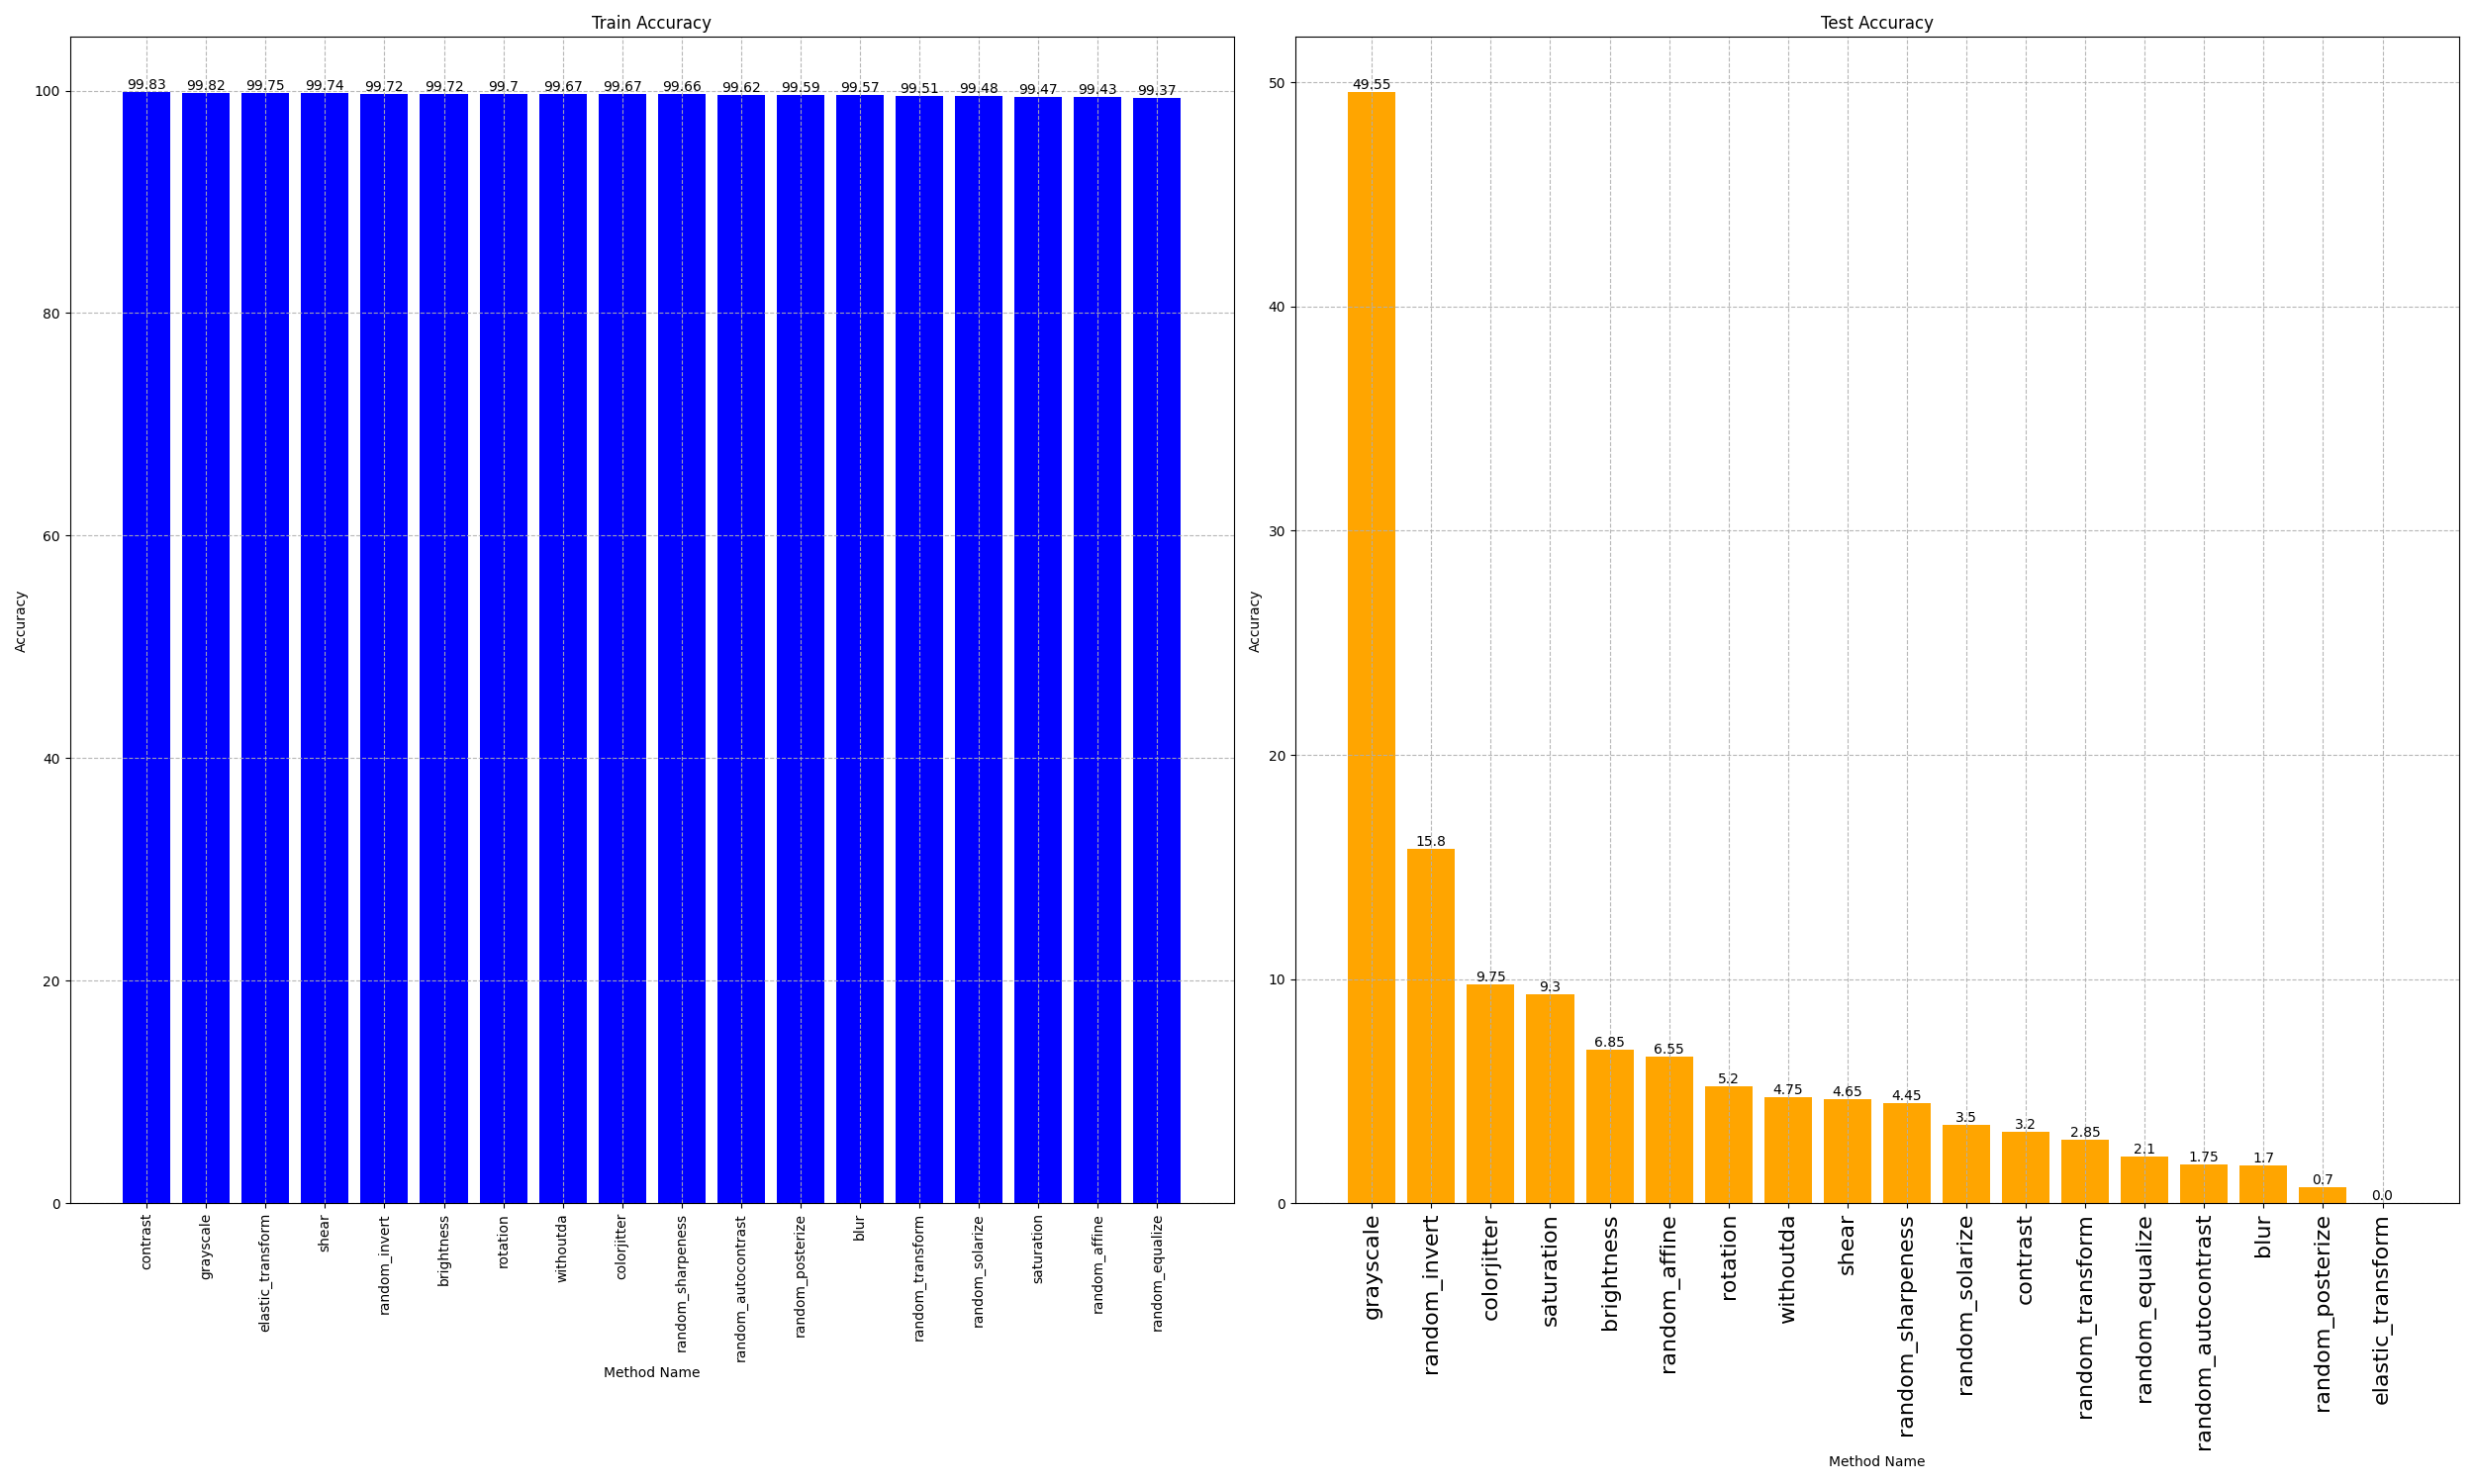 Train Accuracy
Accuracy
100
80
60
40
20
0
99.83 99.82 99.75 99.74 99.72 99.72 99.7 99.67 99.67 99.66 99.62 99.59 99.57 99.51 99.48 99.47 99.43 99.37
contrast
grayscale
elastic_transform
shear
random_invert
brightness
rotation
withoutda
colorjitter
random_sharpeness
random_autocontrast
random_posterize
blur
random_transform
random_solarize
saturation
random_affine
random_equalize
Method Name
Test Accuracy
Accuracy
50
40
30
20
10
0
49.55
15.8
9.75
9.3
6.85
6.55
5.2
4.75
4.65
4.45
3.5
3.2
2.85
2.1
1.75
1.7
0.7
0.0
grayscale
random_invert
colorjitter
saturation
brightness
random_affine
rotation
withoutda
shear
random_sharpeness
random_solarize
contrast
random_transform
random_equalize
random_autocontrast
blur
random_posterize
elastic_transform
Method Name